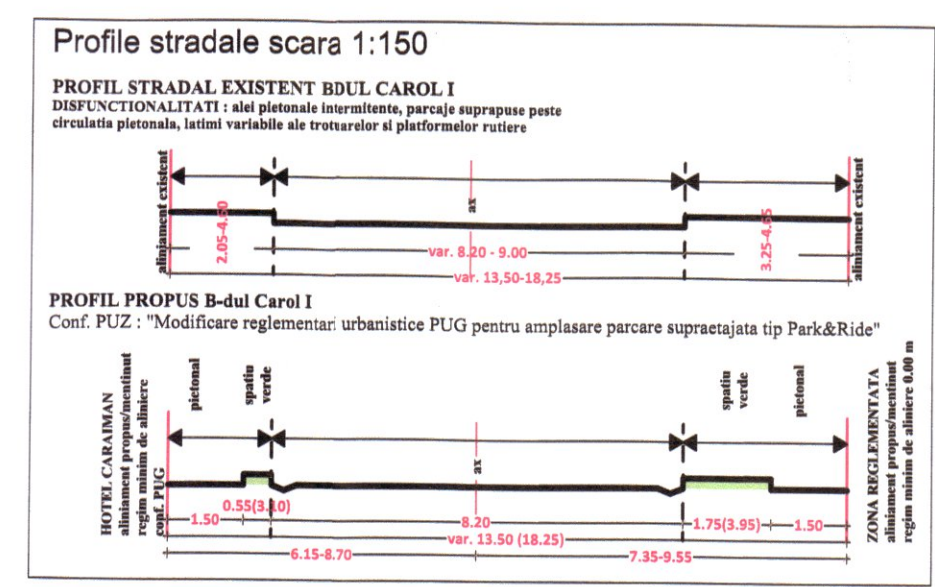 Profile stradale scara 1:150
PROFIL STRADAL EXISTENT BDUL CAROL I
DISFUNCTIONALITATI : alei pietonale intermitente, parcaje suprapuse peste
circulatia pietonala, latimi variabile ale trotuarelor si platformelor rutiere
aliniament existent
2.05-4.60
ax
var. 8.20 - 9.00
var. 13,50-18,25
3.25-4.65
aliniament existent
PROFIL PROPUS B-dul Carol I
Conf. PUZ : "Modificare reglementari urbanistice PUG pentru amplasare parcare supraetajata tip Park&Ride"
HOTEL CARAIMAN
aliniament propus/mentinut
regim minim de aliniere
conf. PUG
pietonal
spatiu
verde
ax
spatiu
verde
pietonal
ZONA REGLEMENTATA
aliniament propus/mentinut
regim minim de aliniere 0.00 m
0.55(3.10)
1.50
8.20
1.75(3.95)
1.50
var. 13.50 (18.25)
6.15-8.70
7.35-9.55